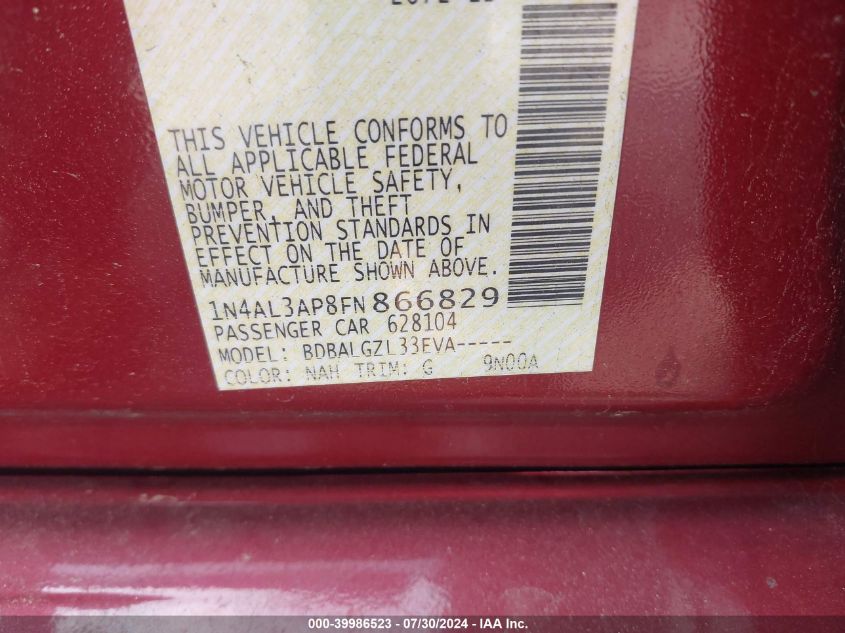 THIS VEHICLE CONFORMS TO
ALL APPLICABLE FEDERAL
MOTOR VEHICLE SAFETY,
BUMPER, AND THEFT
PREVENTION STANDARDS IN
EFFECT ON THE DATE OF
MANUFACTURE SHOWN ABOVE.
1N4AL3AP8FN866829
PASSENGER CAR 628104
MODEL: BDBALGZL33EVA-----
COLOR: NAH TRIM: G 9N00A
000-39986523 - 07/30/2024 - IAA Inc.